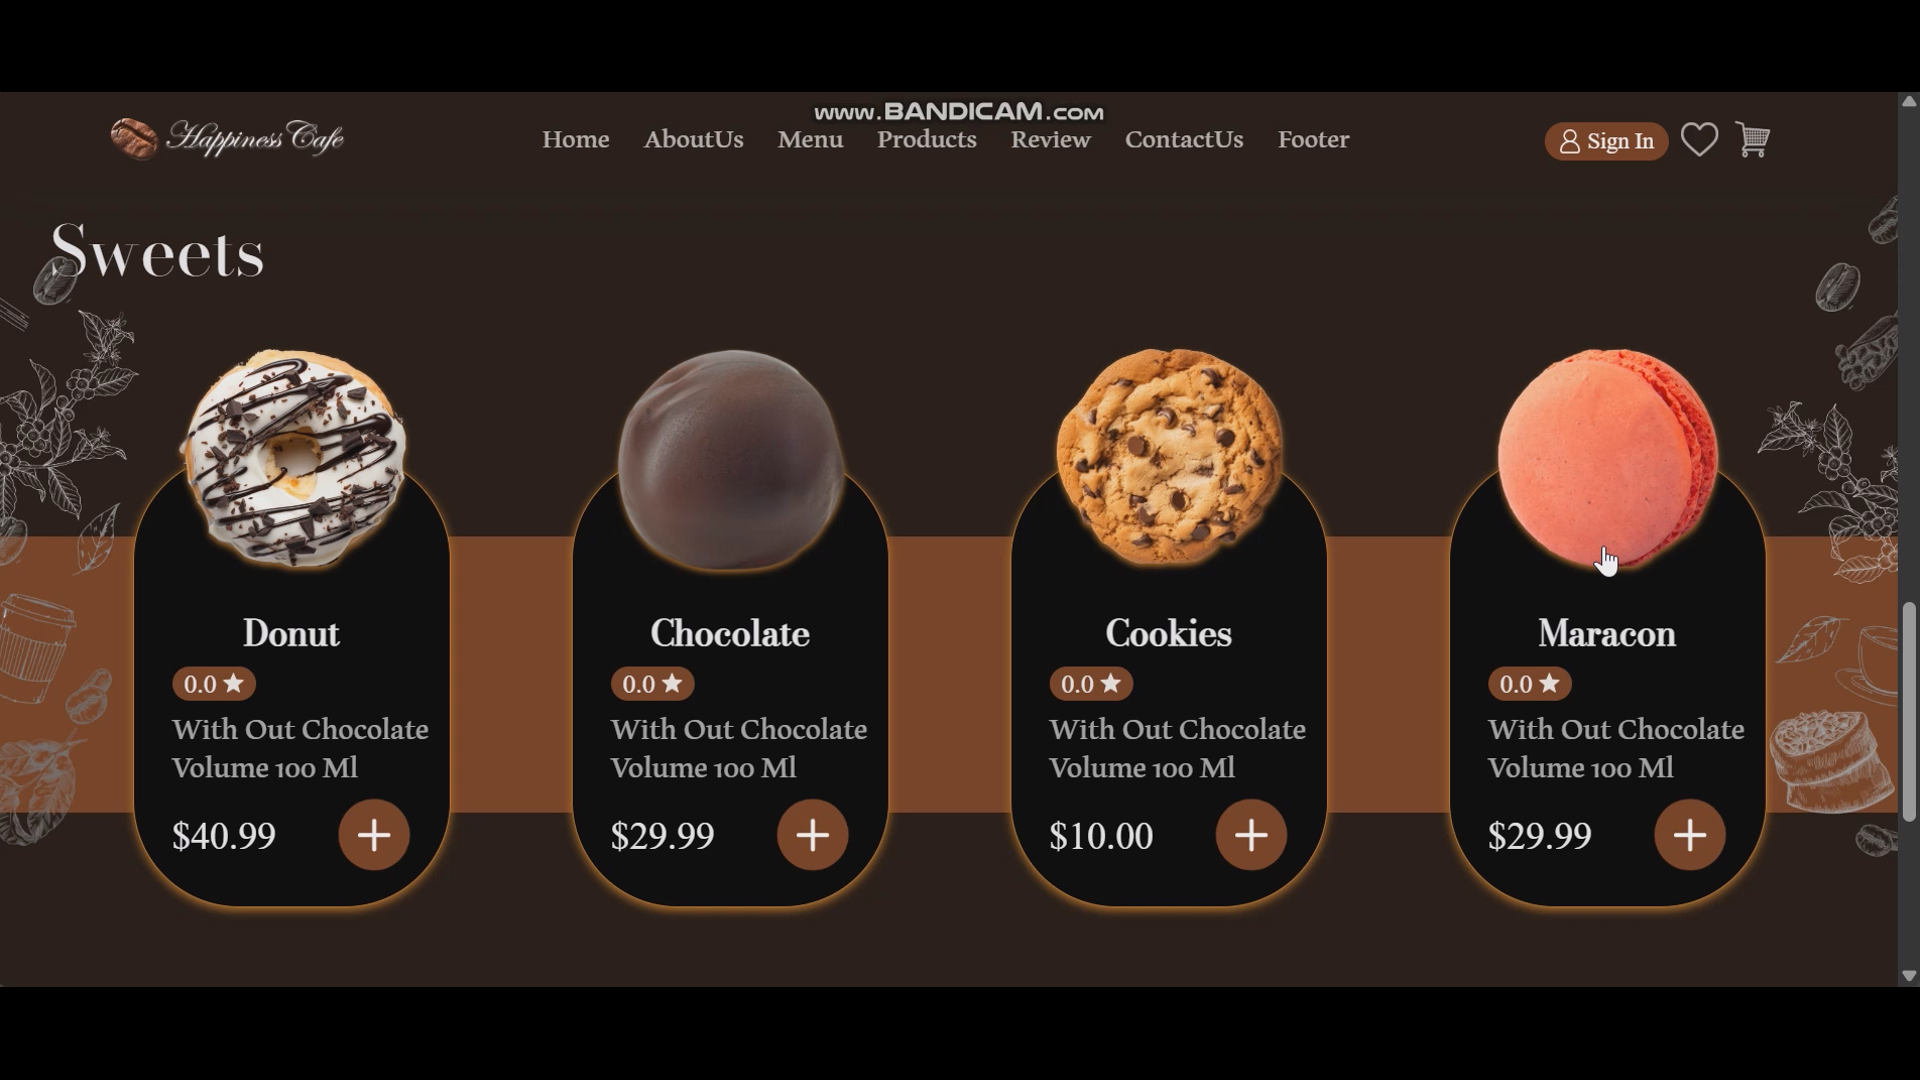 www.BANDICAM.com
Happiness Cafe
Home AboutUs Menu Products Review ContactUs Footer
Sign In
Sweets
Donut
0.0
With Out Chocolate
Volume 100 Ml
$40.99
Chocolate
0.0
With Out Chocolate
Volume 100 Ml
$29.99
Cookies
0.0
With Out Chocolate
Volume 100 Ml
$10.00
Maracon
0.0
With Out Chocolate
Volume 100 Ml
$29.99